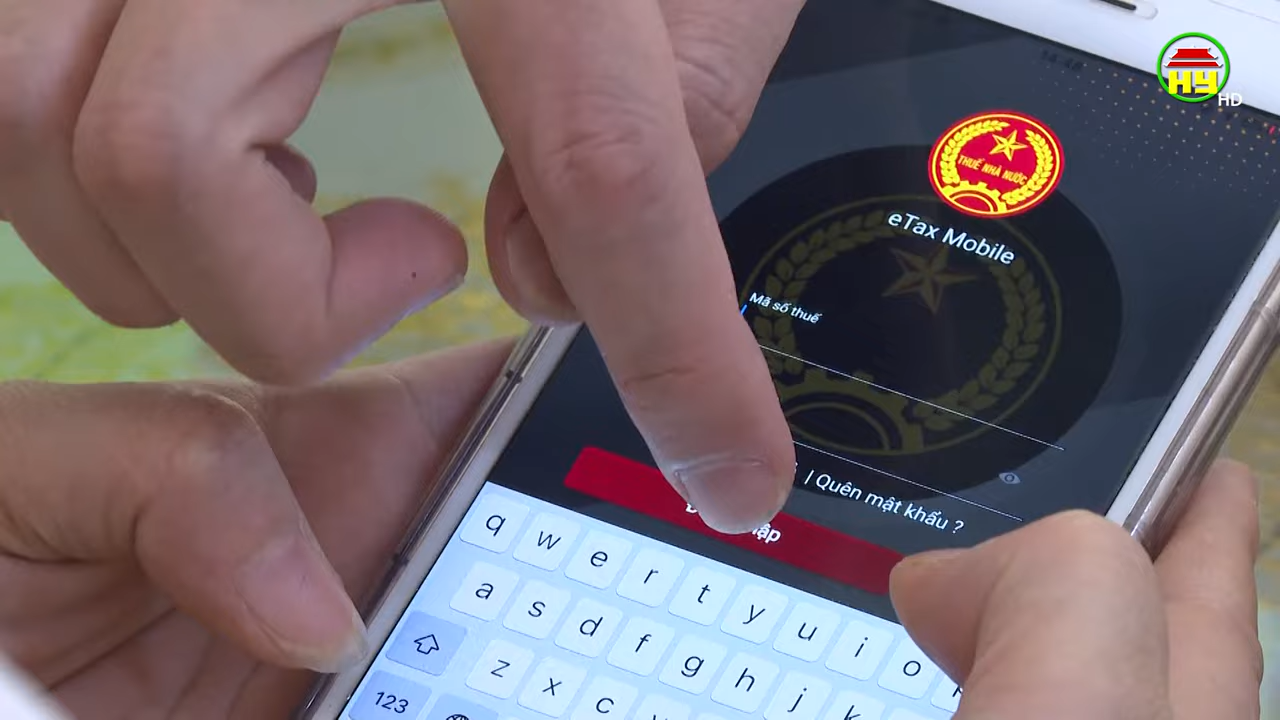 HY
HD
THUẾ NHÀ NƯỚC
eTax Mobile
Mã số thuế
| Quên mật khẩu ?
q w e r t y u i o
a s d f g h j k
z x c
123